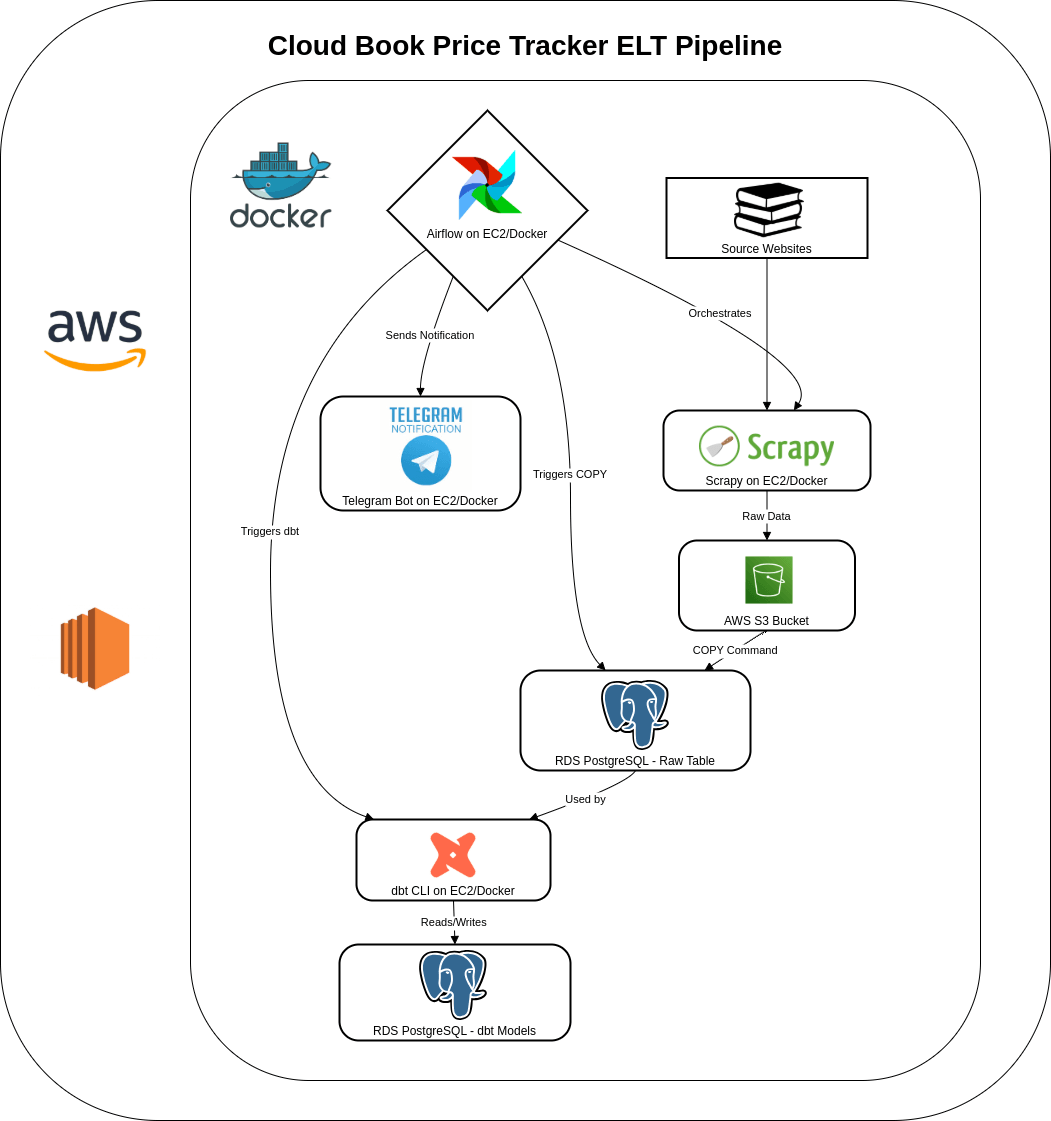 Cloud Book Price Tracker ELT Pipeline
docker
Airflow on EC2/Docker
Source Websites
aws
Orchestrates
Sends Notification
TELEGRAM
NOTIFICATION
Telegram Bot on EC2/Docker
Scrapy
Scrapy on EC2/Docker
Triggers COPY
Raw Data
Triggers dbt
AWS S3 Bucket
COPY Command
RDS PostgreSQL - Raw Table
Used by
dbt CLI on EC2/Docker
Reads/Writes
RDS PostgreSQL - dbt Models